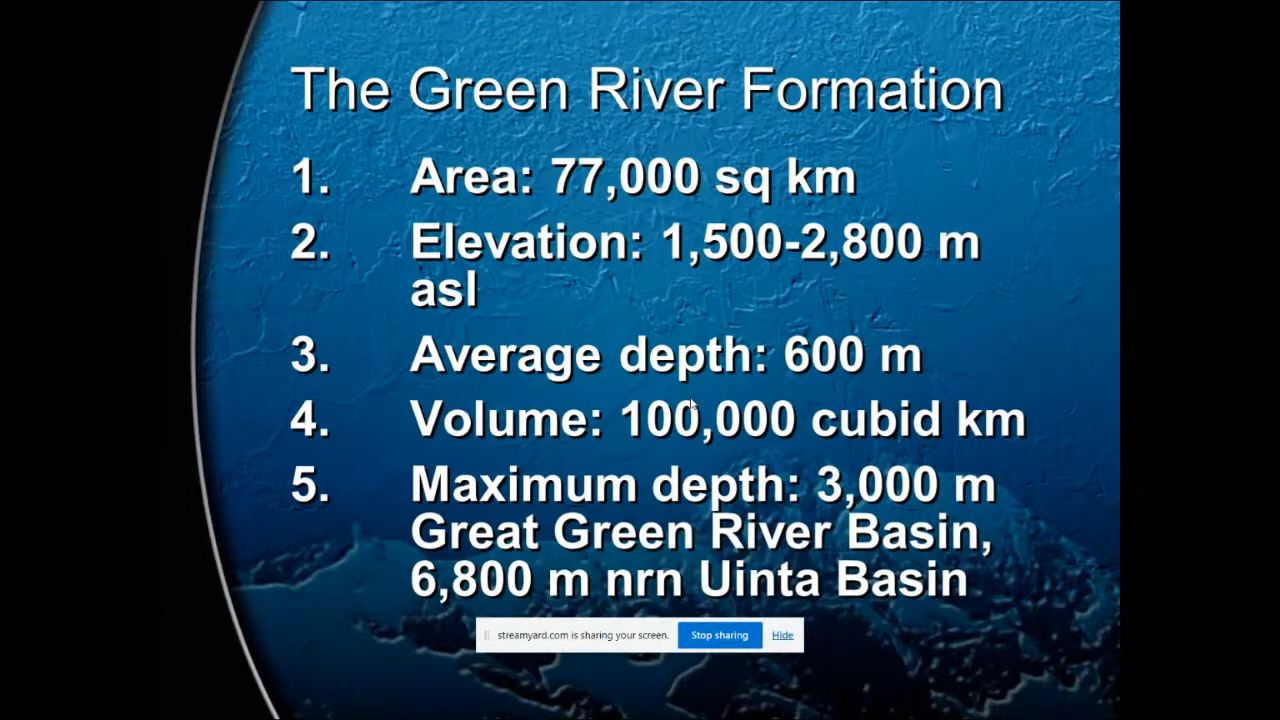 The Green River Formation
1. Area: 77,000 sq km
2. Elevation: 1,500-2,800 m
asl
3. Average depth: 600 m
4. Volume: 100,000 cubid km
5. Maximum depth: 3,000 m
Great Green River Basin,
6,800 m nrn Uinta Basin
streamyard.com is sharing your screen. Stop sharing Hide